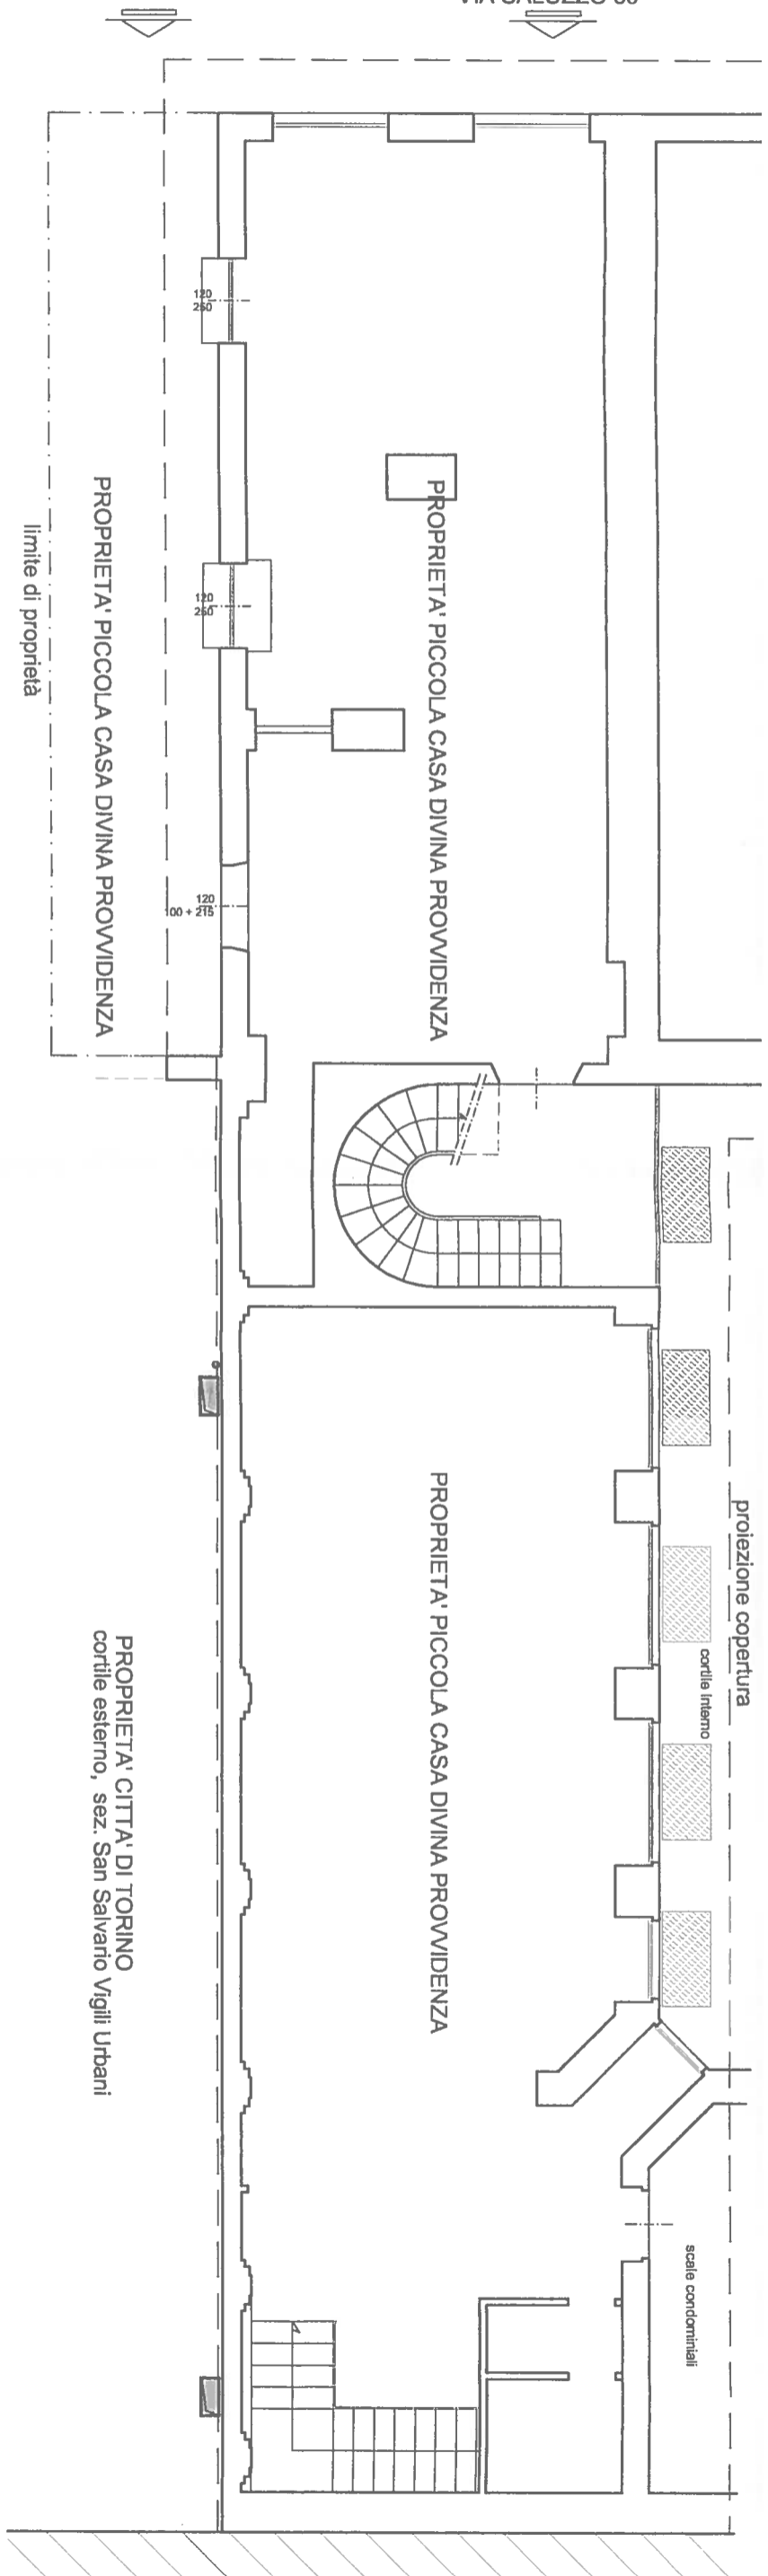 VIA SALUZZO
120
250
120
250
PROPRIETA' PICCOLA CASA DIVINA PROVVIDENZA
PROPRIETA' PICCOLA CASA DIVINA PROVVIDENZA
limite di proprietà
120
100 + 215
proiezione copertura
cortile interno
PROPRIETA' PICCOLA CASA DIVINA PROVVIDENZA
PROPRIETA' CITTA' DI TORINO
cortile esterno, sez. San Salvario Vigili Urbani
scale condominiali